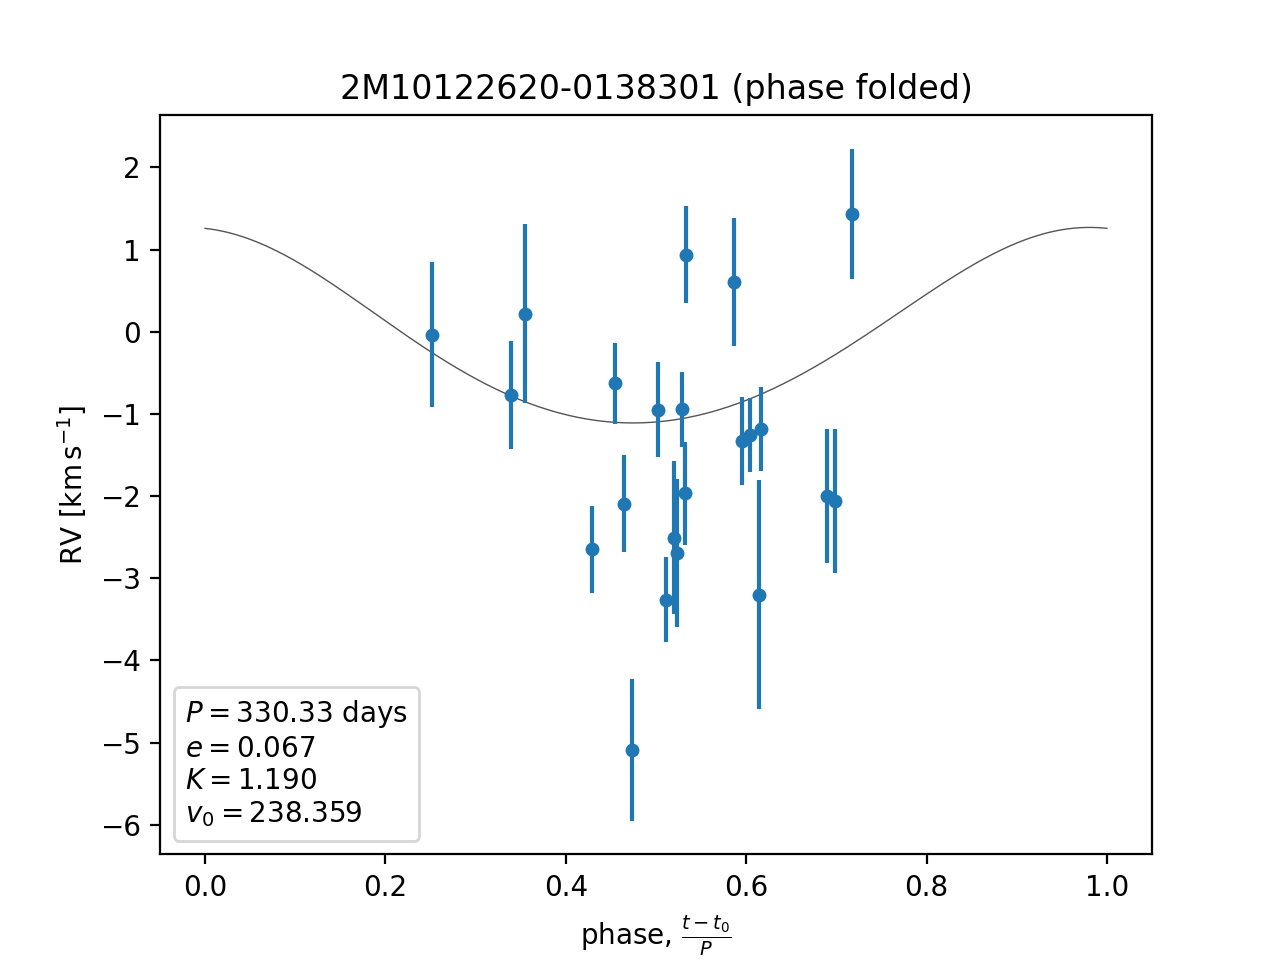 2M10122620-0138301 (phase folded)
2
1
0
−1
−2
−3
−4
−5
−6
RV [km s⁻¹]
P = 330.33 days
e = 0.067
K = 1.190
v₀ = 238.359
0.0 0.2 0.4 0.6 0.8 1.0
phase, (t − t₀)/P